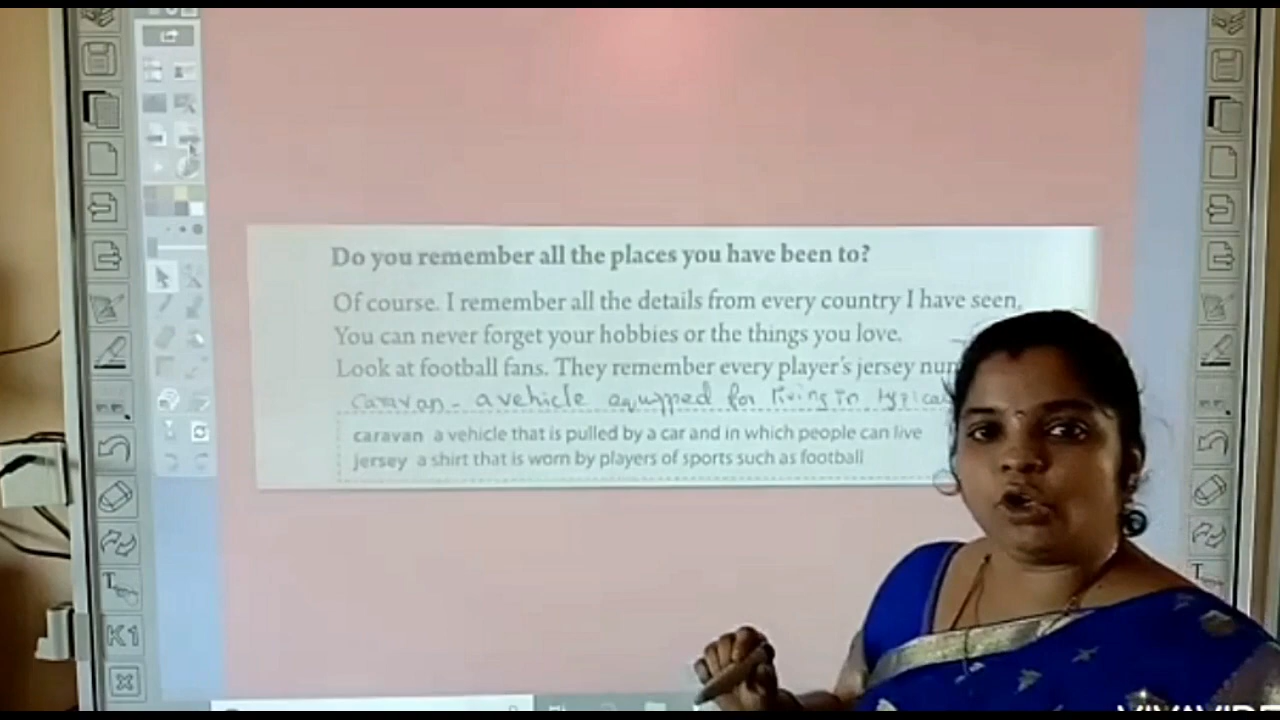 Do you remember all the places you have been to?
Of course. I remember all the details from every country I have seen.
You can never forget your hobbies or the things you love.
Look at football fans. They remember every player's jersey
caravan - a vehicle equipped for living in
caravan a vehicle that is pulled by a car and in which people can live
jersey a shirt that is worn by players of sports such as football
K1
T
T